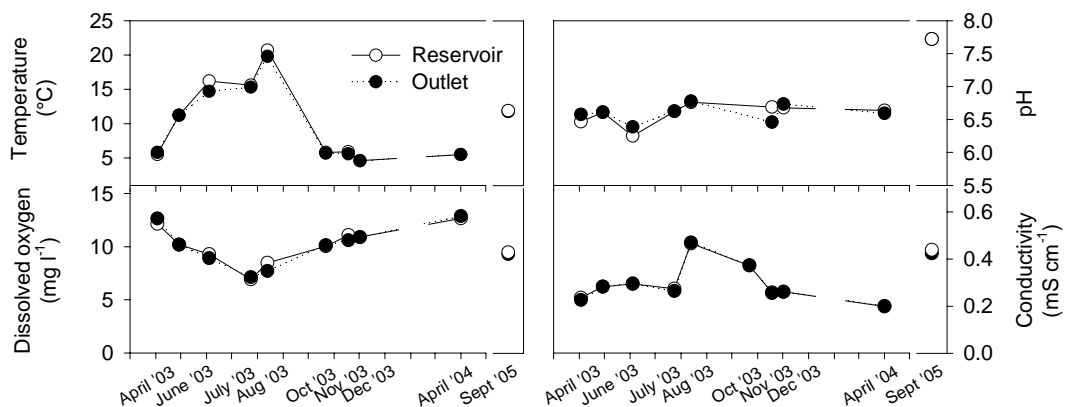 Temperature
(°C)
25
20
15
10
5
Reservoir
Outlet
pH
8.0
7.5
7.0
6.5
6.0
5.5
Dissolved oxygen
(mg l-1)
15
10
5
0
Conductivity
(mS cm-1)
0.6
0.4
0.2
0.0
April '03
June '03
July '03
Aug '03
Oct '03
Nov '03
Dec '03
April '04
Sept '05
April '03
June '03
July '03
Aug '03
Oct '03
Nov '03
Dec '03
April '04
Sept '05